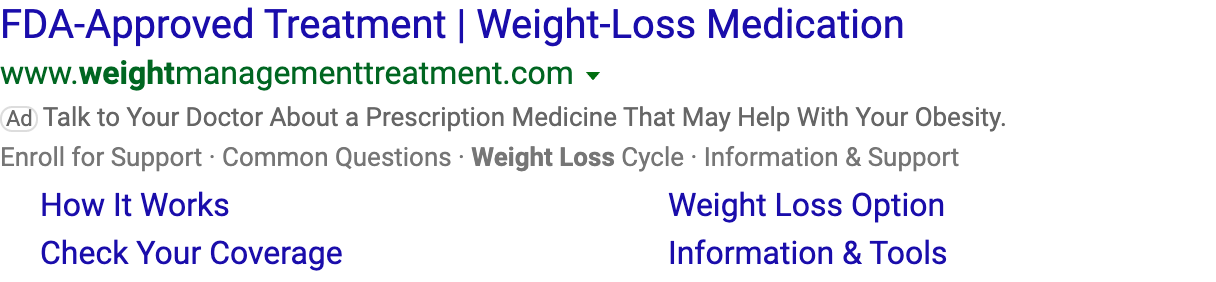 FDA-Approved Treatment | Weight-Loss Medication
www.weightmanagementtreatment.com
Ad Talk to Your Doctor About a Prescription Medicine That May Help With Your Obesity.
Enroll for Support · Common Questions · Weight Loss Cycle · Information & Support
How It Works Weight Loss Option
Check Your Coverage Information & Tools